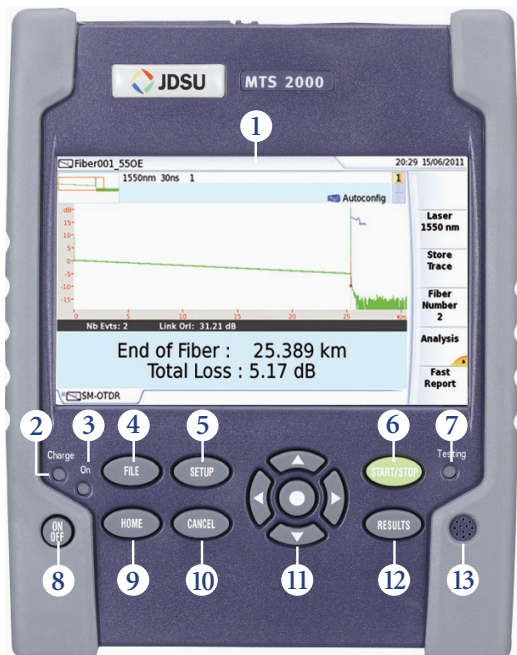 JDSU
MTS 2000
1
Fiber001_55OE
20:29 15/06/2011
1550nm 30ns 1
1
Autoconfig
dB
15
10
5
0
-5
-10
-15
0
5
10
15
20
25
Km
Nb Evts: 2 Link Orl: 31.21 dB
End of Fiber : 25.389 km
Total Loss : 5.17 dB
SM-OTDR
Laser
1550 nm
Store
Trace
Fiber
Number
2
Analysis
Fast
Report
2
3
4
5
6
7
Charge
On
FILE
SETUP
START/STOP
Testing
ON
OFF
HOME
CANCEL
RESULTS
8
9
10
11
12
13